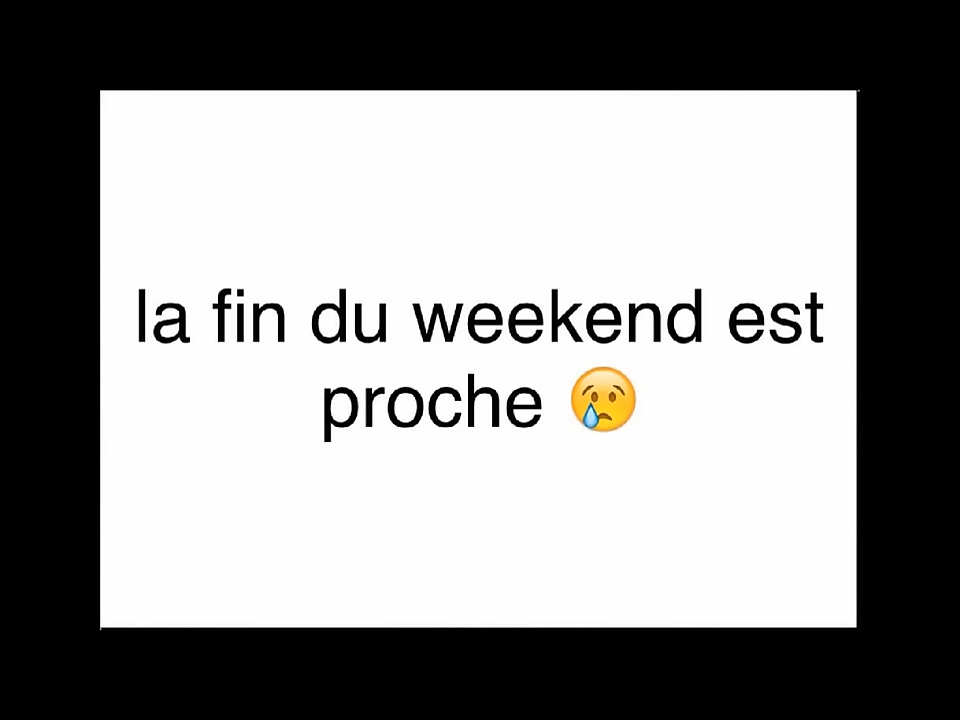 la fin du weekend est
proche 😢